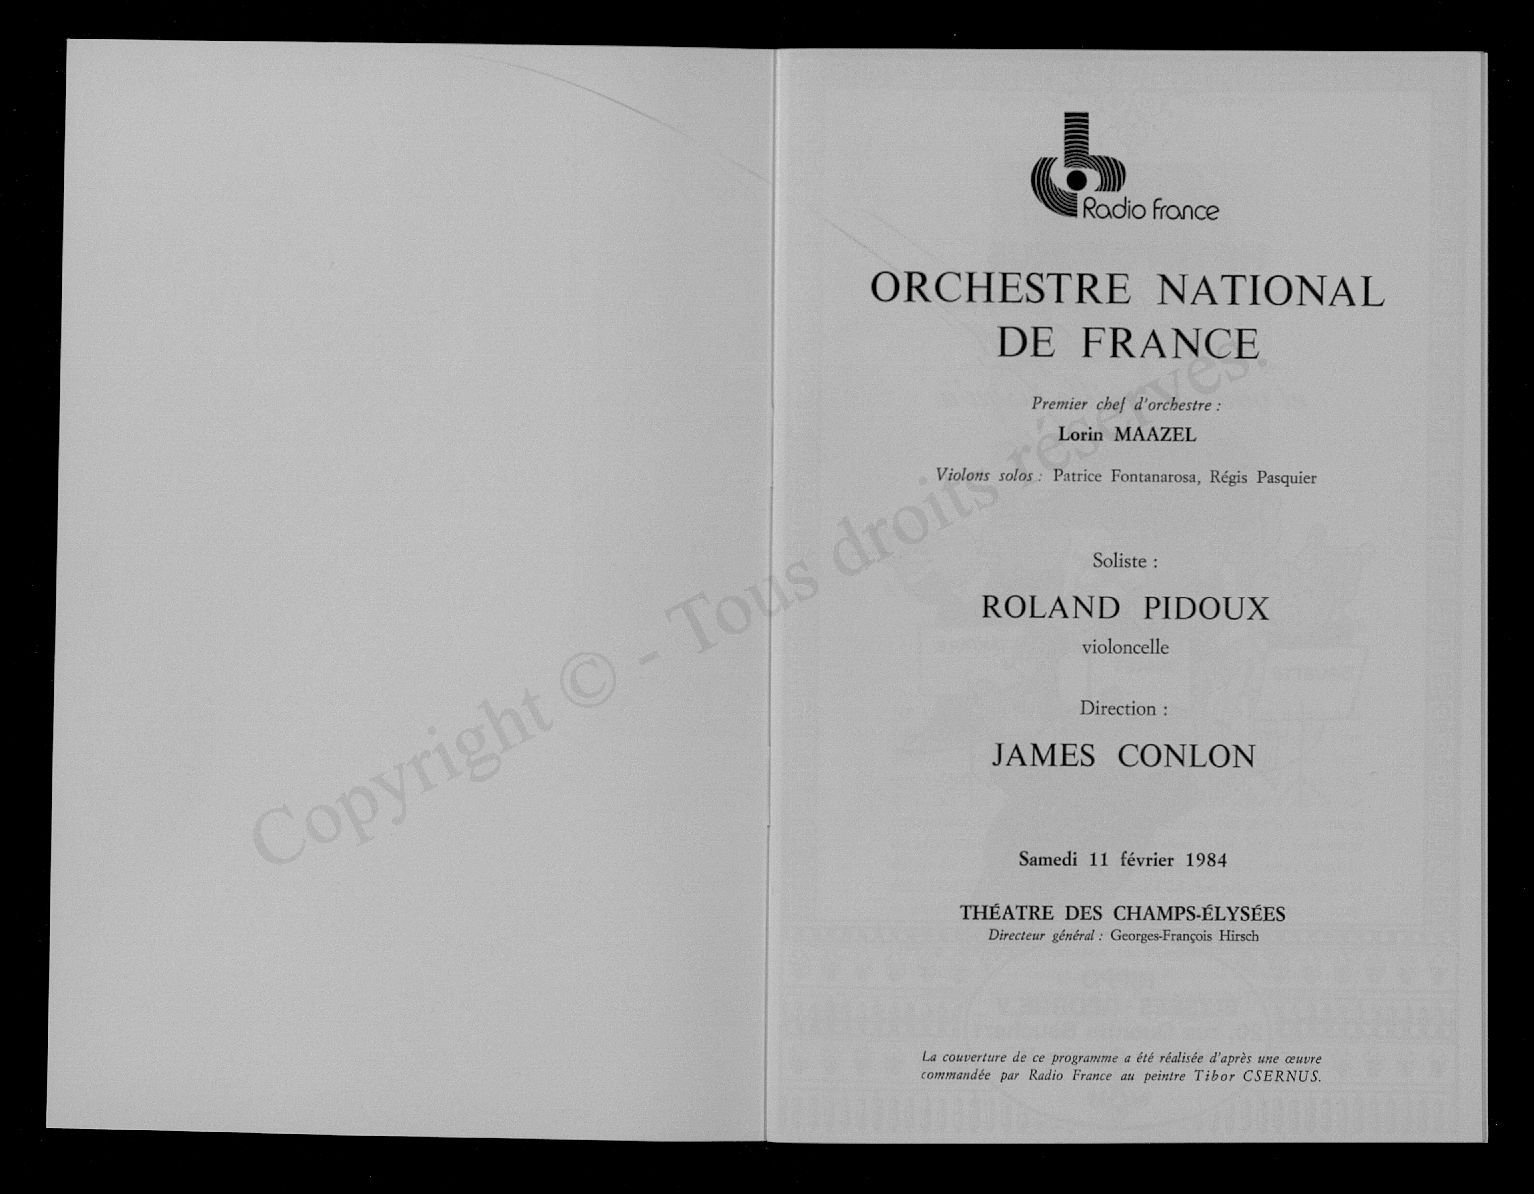 Radio france
ORCHESTRE NATIONAL
DE FRANCE
Premier chef d'orchestre :
Lorin MAAZEL
Violons solos : Patrice Fontanarosa, Régis Pasquier
Soliste :
ROLAND PIDOUX
violoncelle
Direction :
JAMES CONLON
Samedi 11 février 1984
THÉATRE DES CHAMPS-ÉLYSÉES
Directeur général : Georges-François Hirsch
La couverture de ce programme a été réalisée d'après une œuvre
commandée par Radio France au peintre Tibor CSERNUS.
Copyright © - Tous droits réservés.